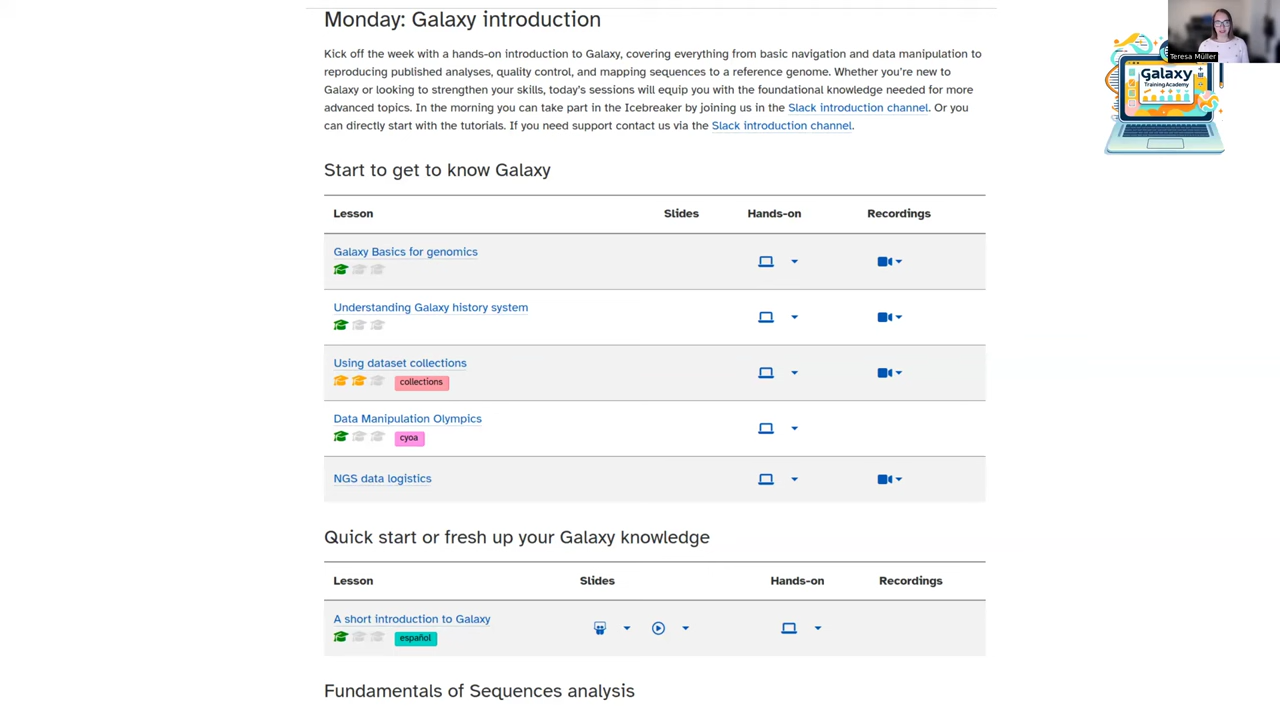 Monday: Galaxy introduction
Kick off the week with a hands-on introduction to Galaxy, covering everything from basic navigation and data manipulation to
reproducing published analyses, quality control, and mapping sequences to a reference genome. Whether you're new to
Galaxy or looking to strengthen your skills, today's sessions will equip you with the foundational knowledge needed for more
advanced topics. In the morning you can take part in the Icebreaker by joining us in the Slack introduction channel. Or you
can directly start with the tutorials. If you need support contact us via the Slack introduction channel.
Teresa Müller
Galaxy
Training Academy
Start to get to know Galaxy
Lesson Slides Hands-on Recordings
Galaxy Basics for genomics
Understanding Galaxy history system
Using dataset collections
collections
Data Manipulation Olympics
cyoa
NGS data logistics
Quick start or fresh up your Galaxy knowledge
Lesson Slides Hands-on Recordings
A short introduction to Galaxy
español
Fundamentals of Sequences analysis